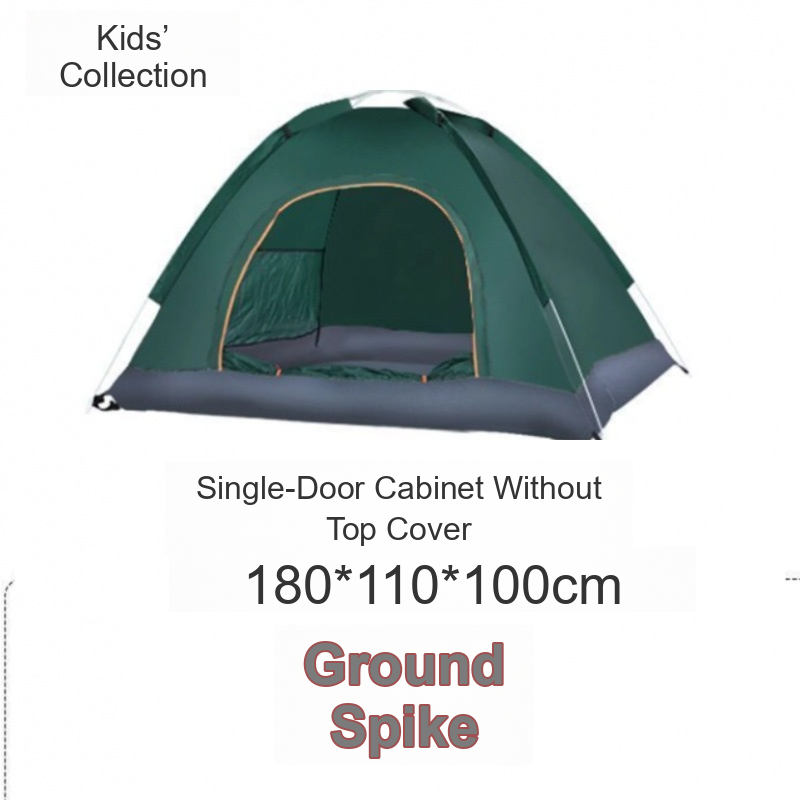 Kids’
Collection
Single-Door Cabinet Without
Top Cover
180*110*100cm
Ground
Spike